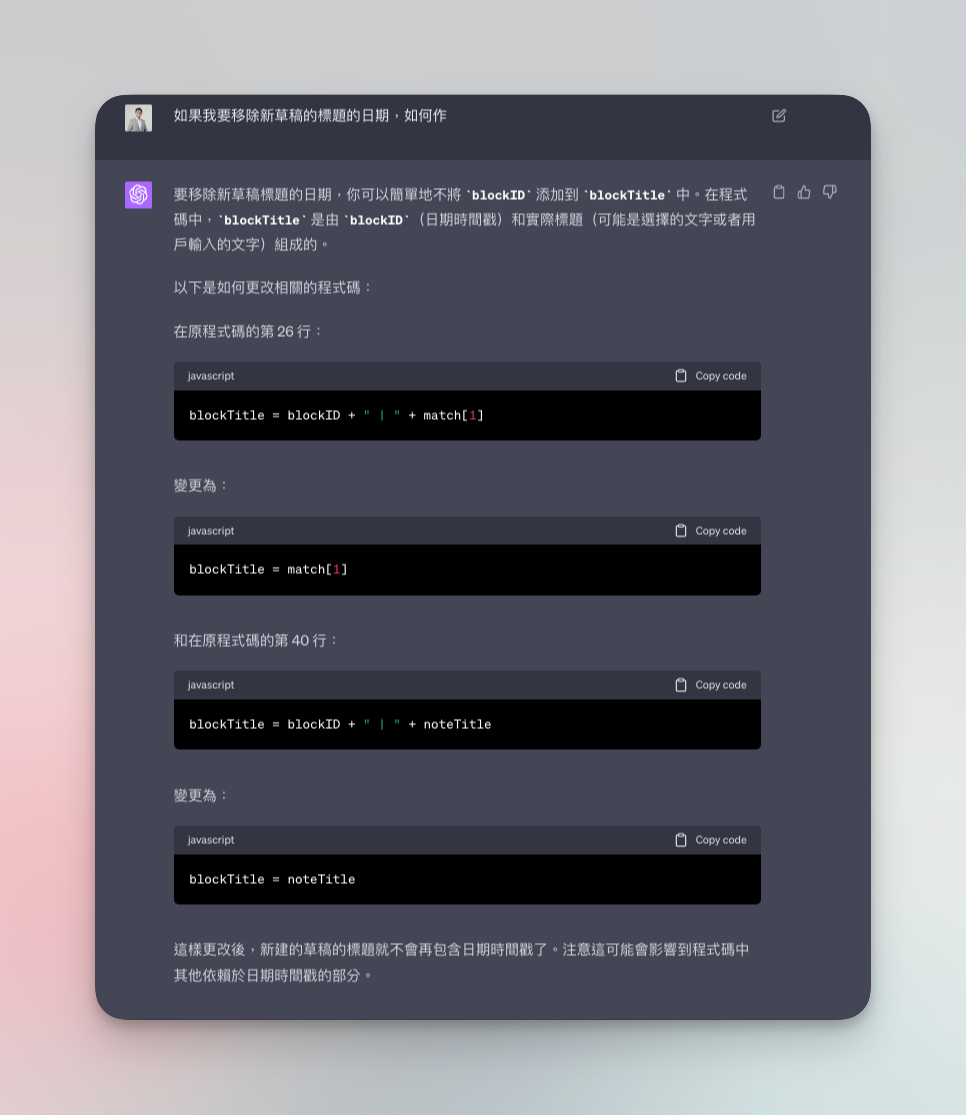 如果我要移除新草稿的標題的日期，如何作
要移除新草稿標題的日期，你可以簡單地不將 `blockID` 添加到 `blockTitle` 中。在程式
碼中，`blockTitle` 是由 `blockID`（日期時間戳）和實際標題（可能是選擇的文字或者用
戶輸入的文字）組成的。
以下是如何更改相關的程式碼：
在原程式碼的第 26 行：
javascript Copy code
blockTitle = blockID + " | " + match[1]
變更為：
javascript Copy code
blockTitle = match[1]
和在原程式碼的第 40 行：
javascript Copy code
blockTitle = blockID + " | " + noteTitle
變更為：
javascript Copy code
blockTitle = noteTitle
這樣更改後，新建的草稿的標題就不會再包含日期時間戳了。注意這可能會影響到程式碼中
其他依賴於日期時間戳的部分。